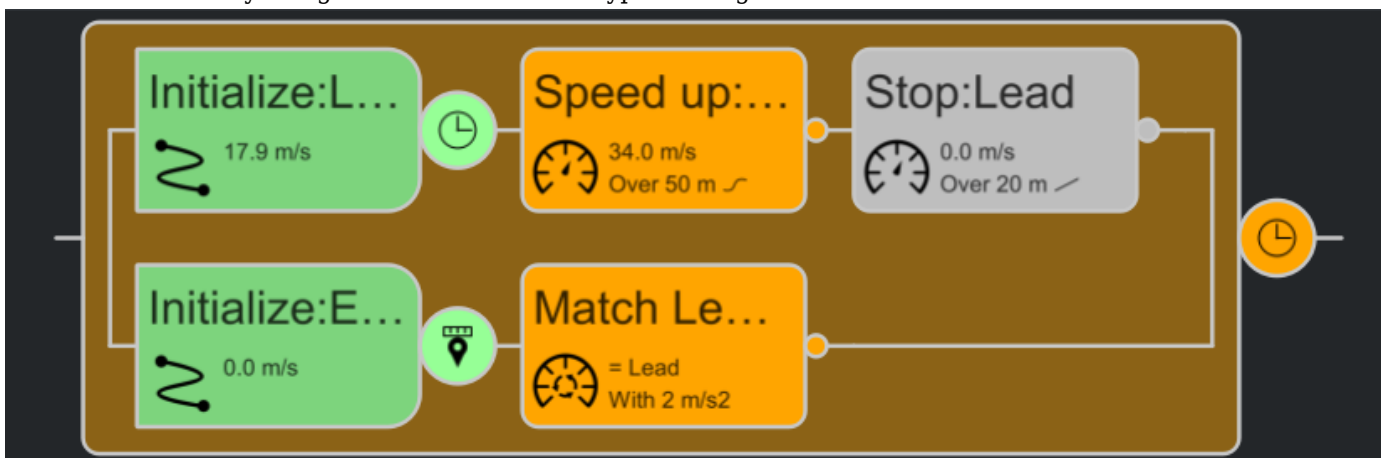 Initialize:L...
17.9 m/s
Speed up:...
34.0 m/s
Over 50 m
Stop:Lead
0.0 m/s
Over 20 m
Initialize:E...
0.0 m/s
Match Le...
= Lead
With 2 m/s2